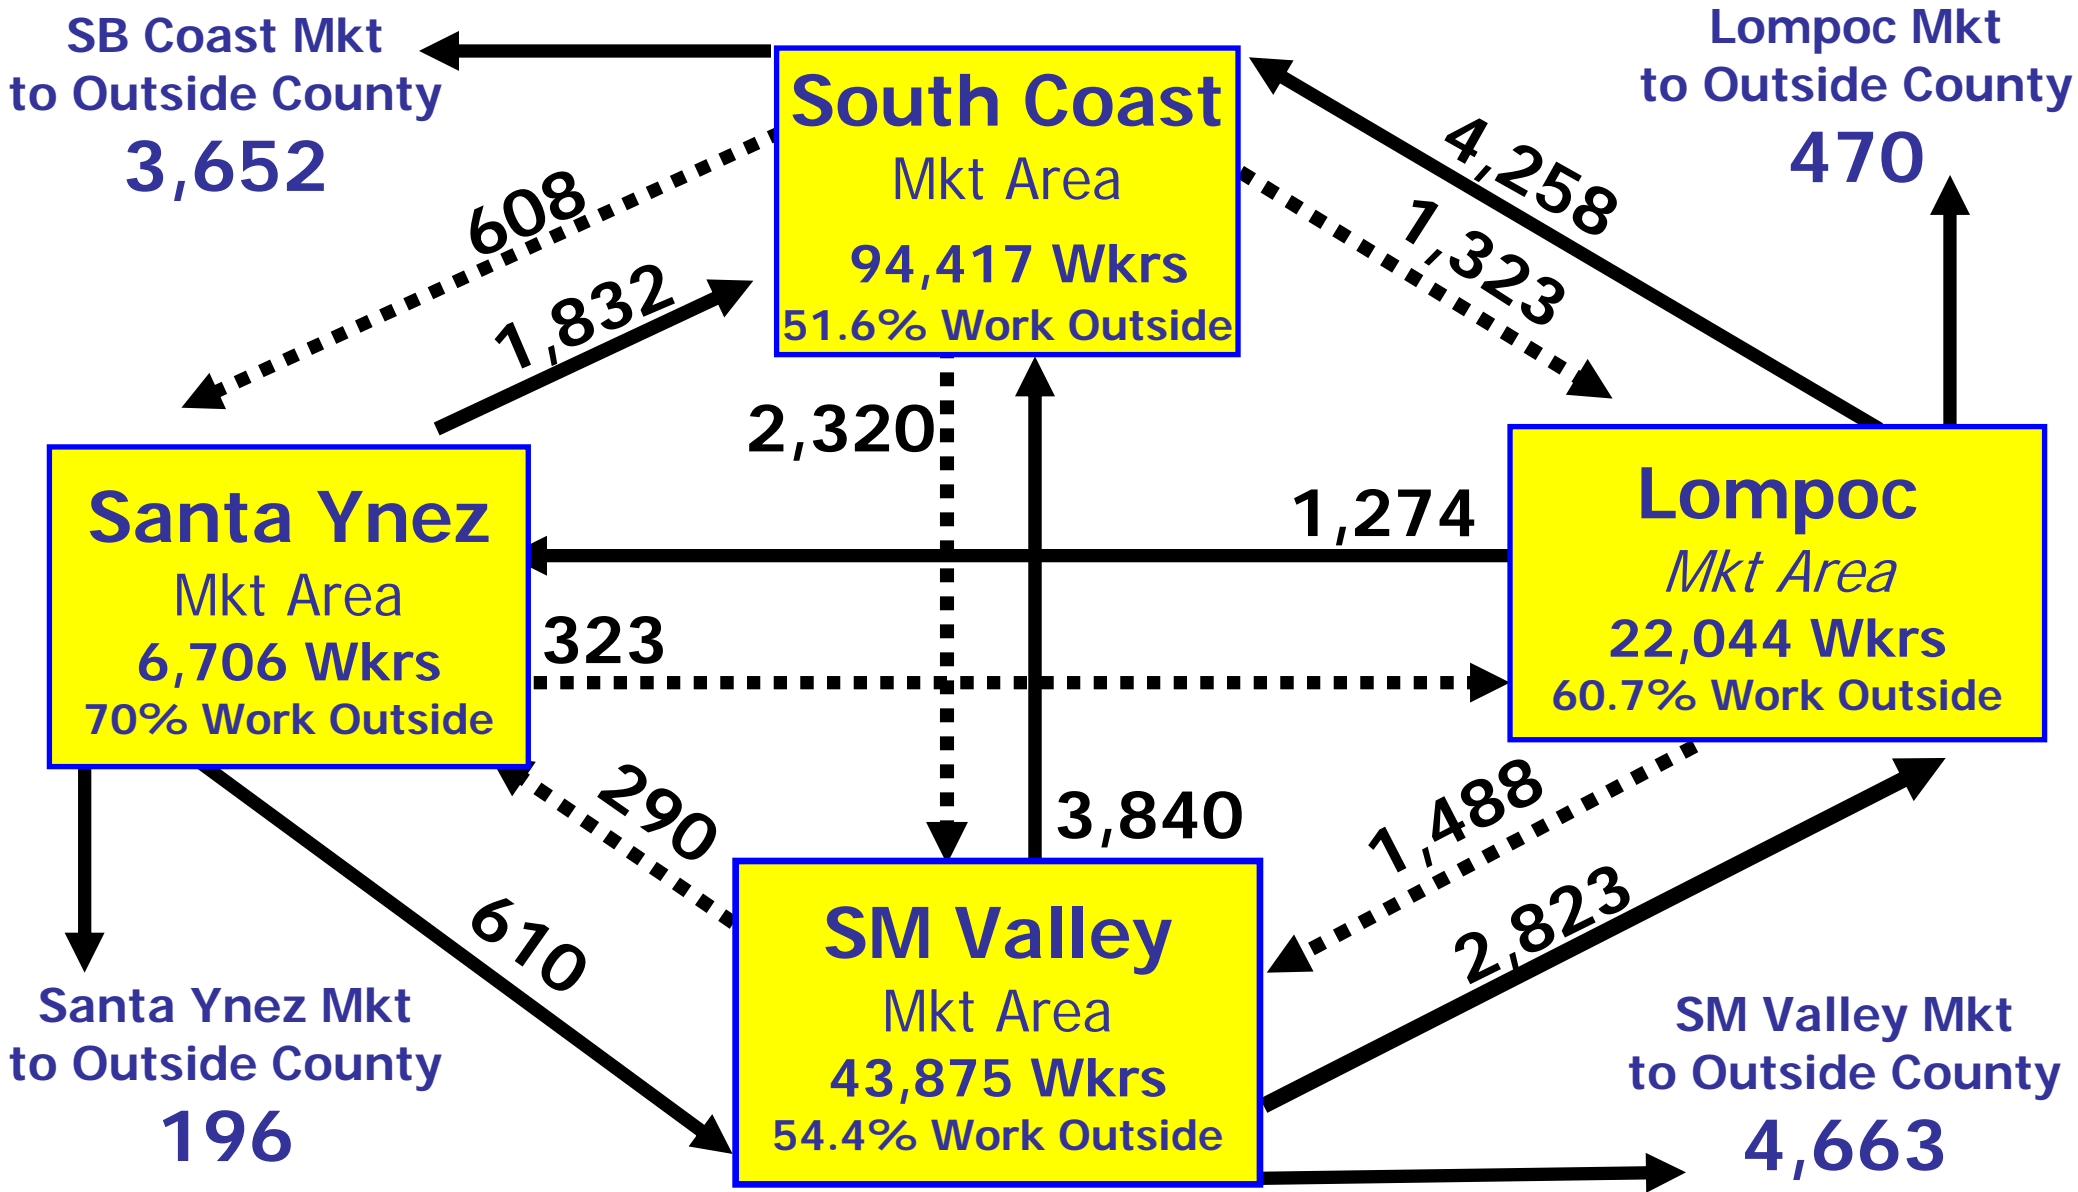 SB Coast Mkt
to Outside County
3,652
South Coast
Mkt Area
94,417 Wkrs
51.6% Work Outside
Lompoc Mkt
to Outside County
470
608
1,832
4,258
1,323
2,320
1,274
Santa Ynez
Mkt Area
6,706 Wkrs
70% Work Outside
323
Lompoc
Mkt Area
22,044 Wkrs
60.7% Work Outside
290
3,840
1,488
610
2,823
SM Valley
Mkt Area
43,875 Wkrs
54.4% Work Outside
Santa Ynez Mkt
to Outside County
196
SM Valley Mkt
to Outside County
4,663